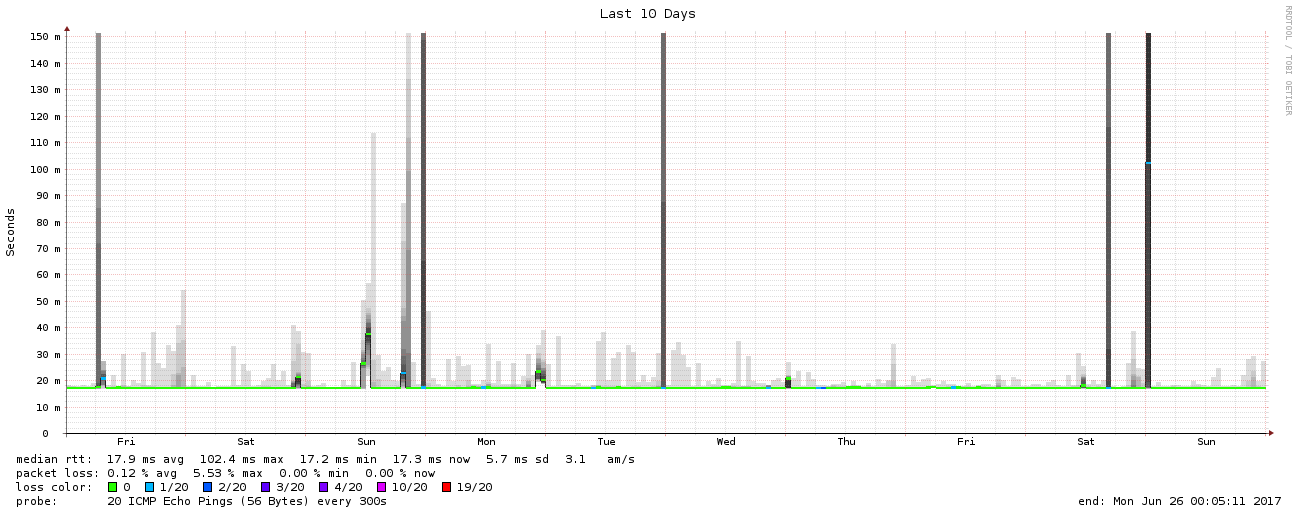 Last 10 Days
RRDTOOL / TOBI OETIKER
Seconds
150 m
140 m
130 m
120 m
110 m
100 m
90 m
80 m
70 m
60 m
50 m
40 m
30 m
20 m
10 m
0
Fri Sat Sun Mon Tue Wed Thu Fri Sat Sun
median rtt: 17.9 ms avg 102.4 ms max 17.2 ms min 17.3 ms now 5.7 ms sd 3.1 am/s
packet loss: 0.12 % avg 5.53 % max 0.00 % min 0.00 % now
loss color: 0 1/20 2/20 3/20 4/20 10/20 19/20
probe: 20 ICMP Echo Pings (56 Bytes) every 300s end: Mon Jun 26 00:05:11 2017